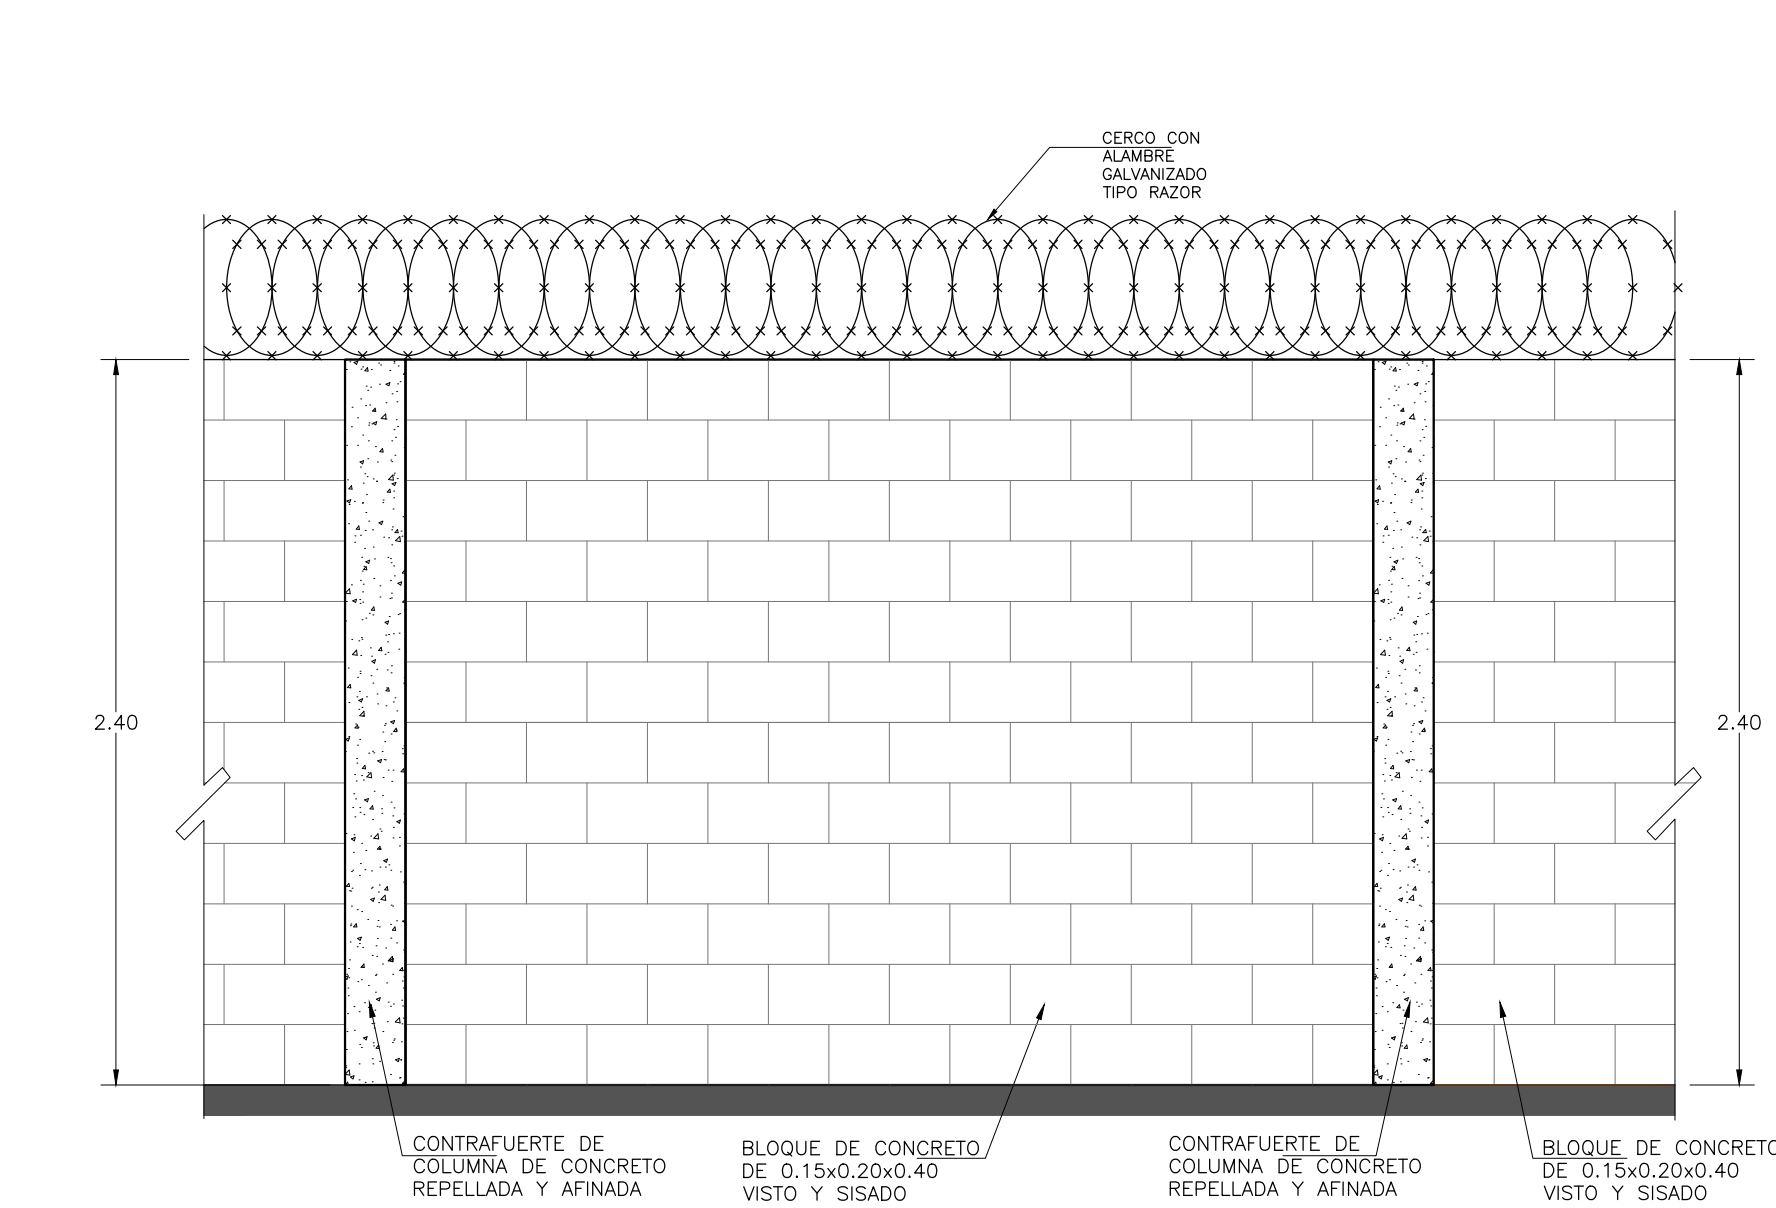 CERCO CON
ALAMBRE
GALVANIZADO
TIPO RAZOR
2.40
2.40
CONTRAFUERTE DE
COLUMNA DE CONCRETO
REPELLADA Y AFINADA
BLOQUE DE CONCRETO
DE 0.15x0.20x0.40
VISTO Y SISADO
CONTRAFUERTE DE
COLUMNA DE CONCRETO
REPELLADA Y AFINADA
BLOQUE DE CONCRETO
DE 0.15x0.20x0.40
VISTO Y SISADO